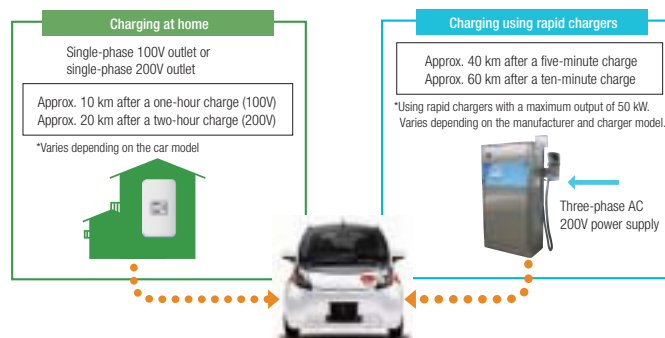 Charging at home
Single-phase 100V outlet or
single-phase 200V outlet
Approx. 10 km after a one-hour charge (100V)
Approx. 20 km after a two-hour charge (200V)
*Varies depending on the car model
Charging using rapid chargers
Approx. 40 km after a five-minute charge
Approx. 60 km after a ten-minute charge
*Using rapid chargers with a maximum output of 50 kW.
Varies depending on the manufacturer and charger model.
Three-phase AC
200V power supply